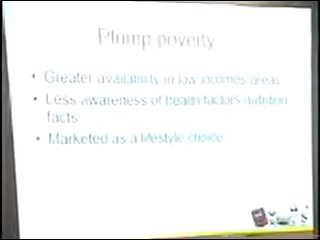 Plump poverty
• Greater availability in low incomes areas
• Less awareness of health factors nutrition
facts
• Marketed as a lifestyle choice